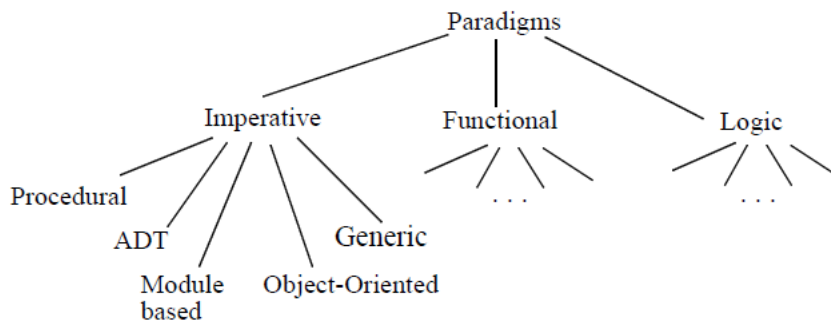 Paradigms
Imperative
Functional
Logic
Procedural
ADT
Module
based
Object-Oriented
Generic
. . .
. . .